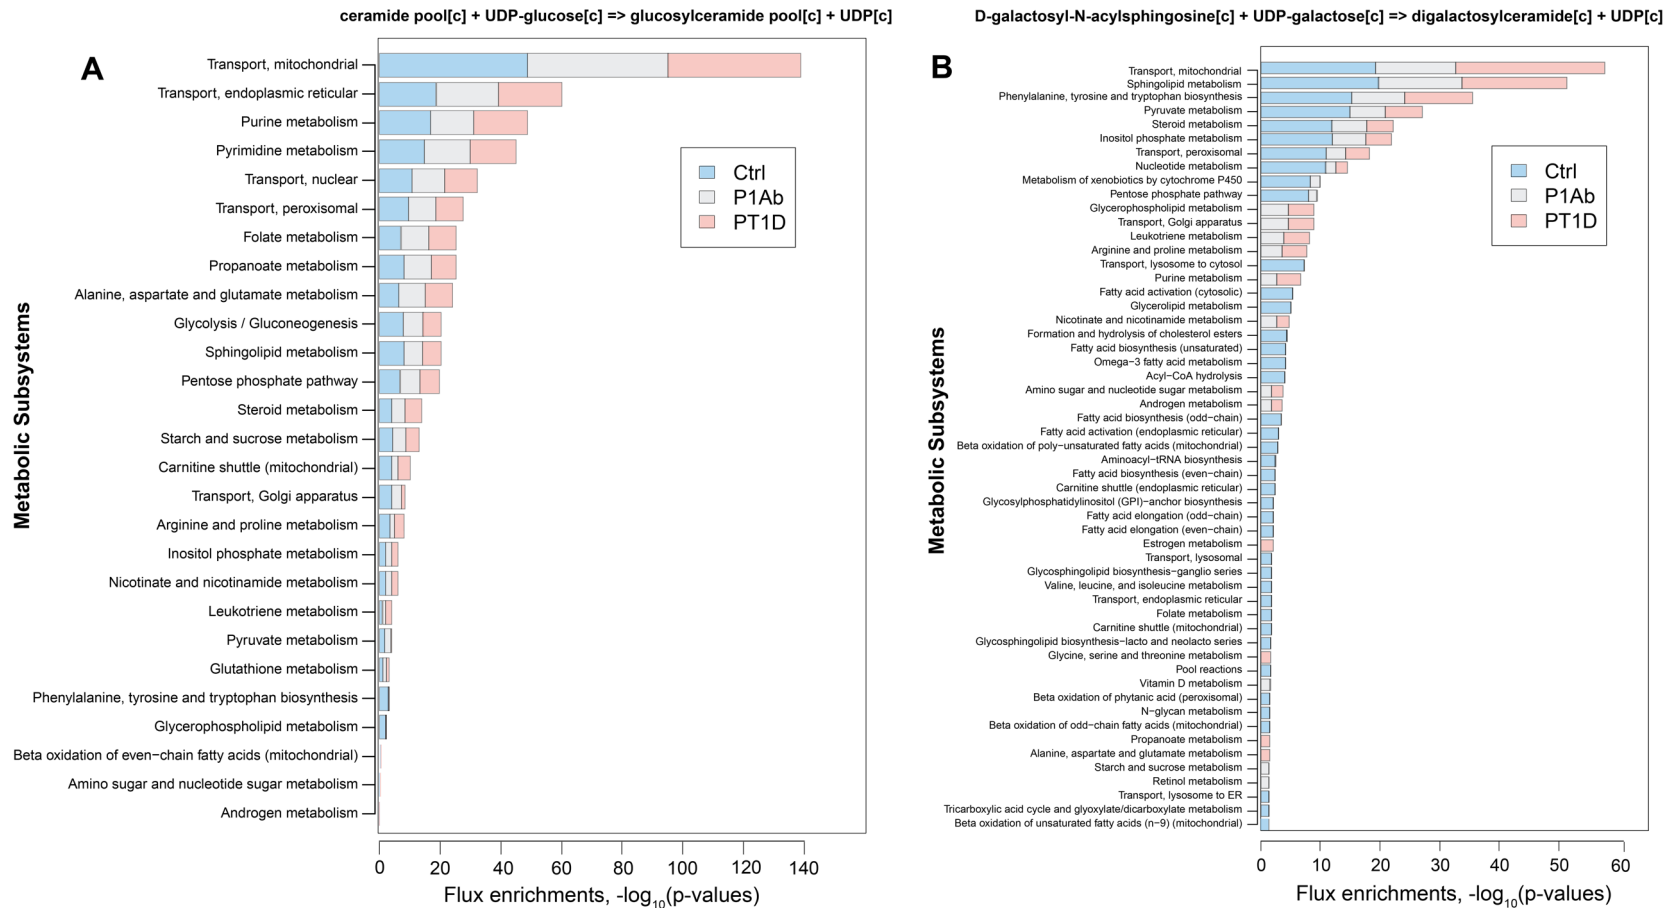 ceramide pool[c] + UDP-glucose[c] => glucosylceramide pool[c] + UDP[c]
A
Metabolic Subsystems
Transport, mitochondrial
Transport, endoplasmic reticular
Purine metabolism
Pyrimidine metabolism
Transport, nuclear
Transport, peroxisomal
Folate metabolism
Propanoate metabolism
Alanine, aspartate and glutamate metabolism
Glycolysis / Gluconeogenesis
Sphingolipid metabolism
Pentose phosphate pathway
Steroid metabolism
Starch and sucrose metabolism
Carnitine shuttle (mitochondrial)
Transport, Golgi apparatus
Arginine and proline metabolism
Inositol phosphate metabolism
Nicotinate and nicotinamide metabolism
Leukotriene metabolism
Pyruvate metabolism
Glutathione metabolism
Phenylalanine, tyrosine and tryptophan biosynthesis
Glycerophospholipid metabolism
Beta oxidation of even−chain fatty acids (mitochondrial)
Amino sugar and nucleotide sugar metabolism
Androgen metabolism
Ctrl
P1Ab
PT1D
0 20 40 60 80 100 120 140
Flux enrichments, -log10(p-values)
D-galactosyl-N-acylsphingosine[c] + UDP-galactose[c] => digalactosylceramide[c] + UDP[c]
B
Metabolic Subsystems
Transport, mitochondrial
Sphingolipid metabolism
Phenylalanine, tyrosine and tryptophan biosynthesis
Pyruvate metabolism
Steroid metabolism
Inositol phosphate metabolism
Transport, peroxisomal
Nucleotide metabolism
Metabolism of xenobiotics by cytochrome P450
Pentose phosphate pathway
Glycerophospholipid metabolism
Transport, Golgi apparatus
Leukotriene metabolism
Arginine and proline metabolism
Transport, lysosome to cytosol
Purine metabolism
Fatty acid activation (cytosolic)
Glycerolipid metabolism
Nicotinate and nicotinamide metabolism
Formation and hydrolysis of cholesterol esters
Fatty acid biosynthesis (unsaturated)
Omega−3 fatty acid metabolism
Acyl−CoA hydrolysis
Amino sugar and nucleotide sugar metabolism
Androgen metabolism
Fatty acid biosynthesis (odd−chain)
Fatty acid activation (endoplasmic reticular)
Beta oxidation of poly−unsaturated fatty acids (mitochondrial)
Aminoacyl−tRNA biosynthesis
Fatty acid biosynthesis (even−chain)
Carnitine shuttle (endoplasmic reticular)
Glycosylphosphatidylinositol (GPI)−anchor biosynthesis
Fatty acid elongation (odd−chain)
Fatty acid elongation (even−chain)
Estrogen metabolism
Transport, lysosomal
Glycosphingolipid biosynthesis−ganglio series
Valine, leucine, and isoleucine metabolism
Transport, endoplasmic reticular
Folate metabolism
Carnitine shuttle (mitochondrial)
Glycosphingolipid biosynthesis−lacto and neolacto series
Glycine, serine and threonine metabolism
Pool reactions
Vitamin D metabolism
Beta oxidation of phytanic acid (peroxisomal)
N−glycan metabolism
Beta oxidation of odd−chain fatty acids (mitochondrial)
Propanoate metabolism
Alanine, aspartate and glutamate metabolism
Starch and sucrose metabolism
Retinol metabolism
Transport, lysosome to ER
Tricarboxylic acid cycle and glyoxylate/dicarboxylate metabolism
Beta oxidation of unsaturated fatty acids (n−9) (mitochondrial)
Ctrl
P1Ab
PT1D
0 10 20 30 40 50 60
Flux enrichments, -log10(p-values)